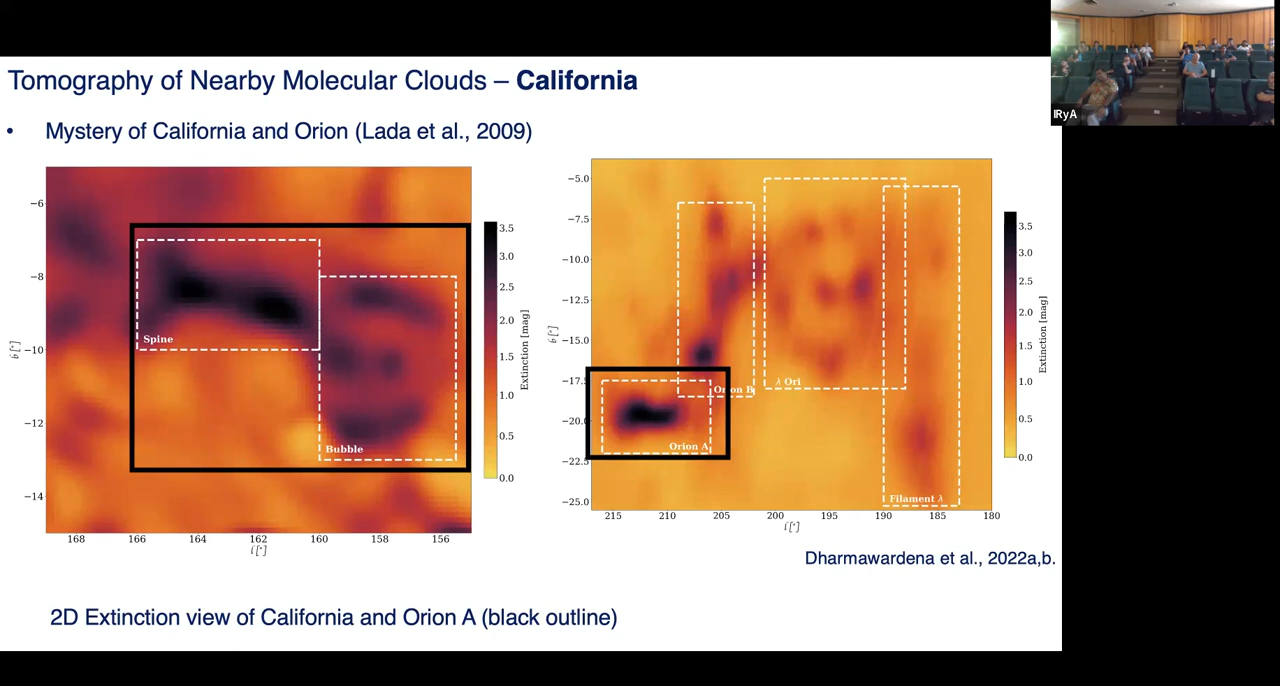 Tomography of Nearby Molecular Clouds – California
• Mystery of California and Orion (Lada et al., 2009)
IRyA
−6
−8
−10
−12
−14
b [°]
168 166 164 162 160 158 156
l [°]
Spine
Bubble
3.5
3.0
2.5
2.0
1.5
1.0
0.5
0.0
Extinction [mag]
−5.0
−7.5
−10.0
−12.5
−15.0
−17.5
−20.0
−22.5
−25.0
b [°]
215 210 205 200 195 190 185 180
l [°]
Orion B
λ Ori
Orion A
Filament λ
3.5
3.0
2.5
2.0
1.5
1.0
0.5
0.0
Extinction [mag]
Dharmawardena et al., 2022a,b.
2D Extinction view of California and Orion A (black outline)